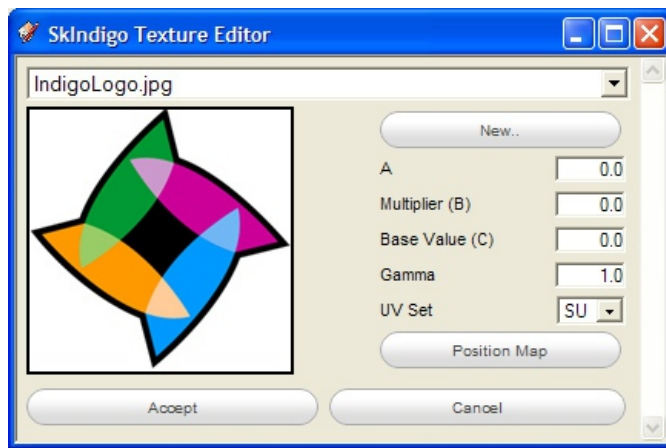 SkIndigo Texture Editor
IndigoLogo.jpg
New..
A 0.0
Multiplier (B) 0.0
Base Value (C) 0.0
Gamma 1.0
UV Set SU
Position Map
Accept Cancel